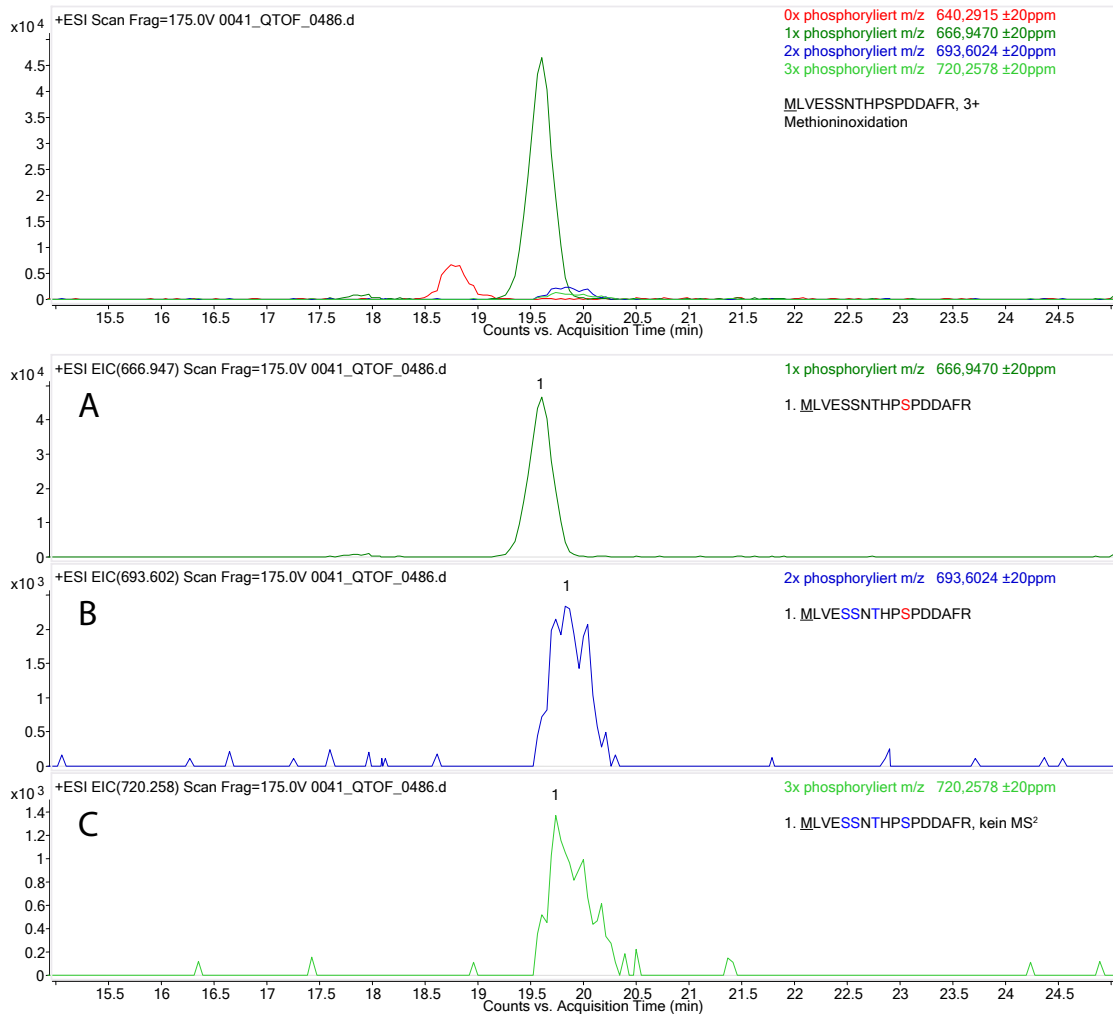 +ESI Scan Frag=175.0V 0041_QTOF_0486.d
0x phosphoryliert m/z 640,2915 ±20ppm
1x phosphoryliert m/z 666,9470 ±20ppm
2x phosphoryliert m/z 693,6024 ±20ppm
3x phosphoryliert m/z 720,2578 ±20ppm
MLVESSNTHPSPDDAFR, 3+
Methioninoxidation
x10⁴
4.5
4
3.5
3
2.5
2
1.5
1
0.5
0
15.5 16 16.5 17 17.5 18 18.5 19 19.5 20 20.5 21 21.5 22 22.5 23 23.5 24 24.5
Counts vs. Acquisition Time (min)
+ESI EIC(666.947) Scan Frag=175.0V 0041_QTOF_0486.d
1x phosphoryliert m/z 666,9470 ±20ppm
x10⁴
A
1
1. MLVESSNTHPSPDDAFR
4
3
2
1
0
+ESI EIC(693.602) Scan Frag=175.0V 0041_QTOF_0486.d
2x phosphoryliert m/z 693,6024 ±20ppm
x10³
B
1
1. MLVESSNTHPSPDDAFR
2
1.5
1
0.5
0
+ESI EIC(720.258) Scan Frag=175.0V 0041_QTOF_0486.d
3x phosphoryliert m/z 720,2578 ±20ppm
x10³
C
1
1. MLVESSNTHPSPDDAFR, kein MS²
1.4
1.2
1
0.8
0.6
0.4
0.2
0
15.5 16 16.5 17 17.5 18 18.5 19 19.5 20 20.5 21 21.5 22 22.5 23 23.5 24 24.5
Counts vs. Acquisition Time (min)